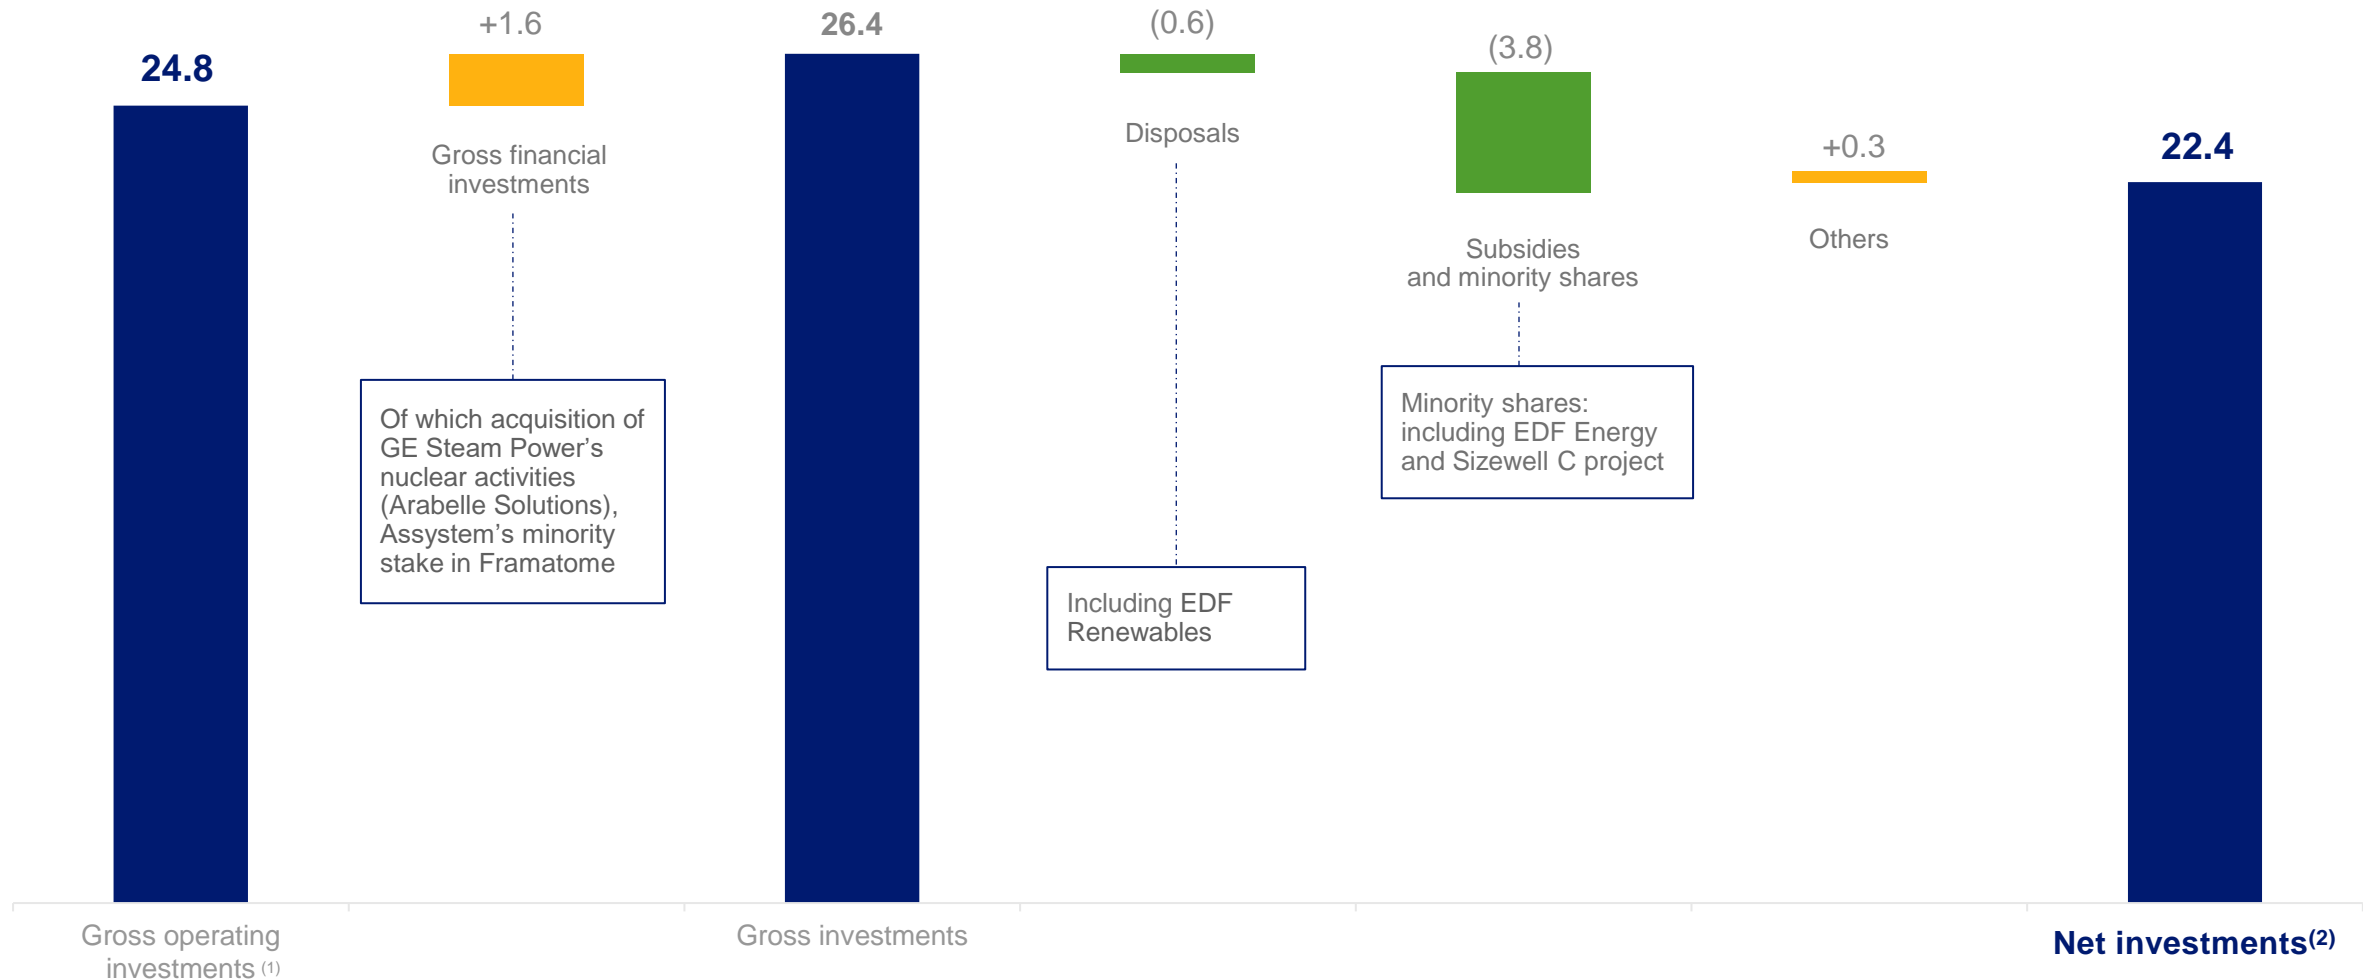 24.8
+1.6
Gross financial
investments
Of which acquisition of
GE Steam Power’s
nuclear activities
(Arabelle Solutions),
Assystem’s minority
stake in Framatome
26.4
(0.6)
Disposals
Including EDF
Renewables
(3.8)
Subsidies
and minority shares
Minority shares:
including EDF Energy
and Sizewell C project
+0.3
Others
22.4
Gross operating
investments (1)
Gross investments
Net investments(2)